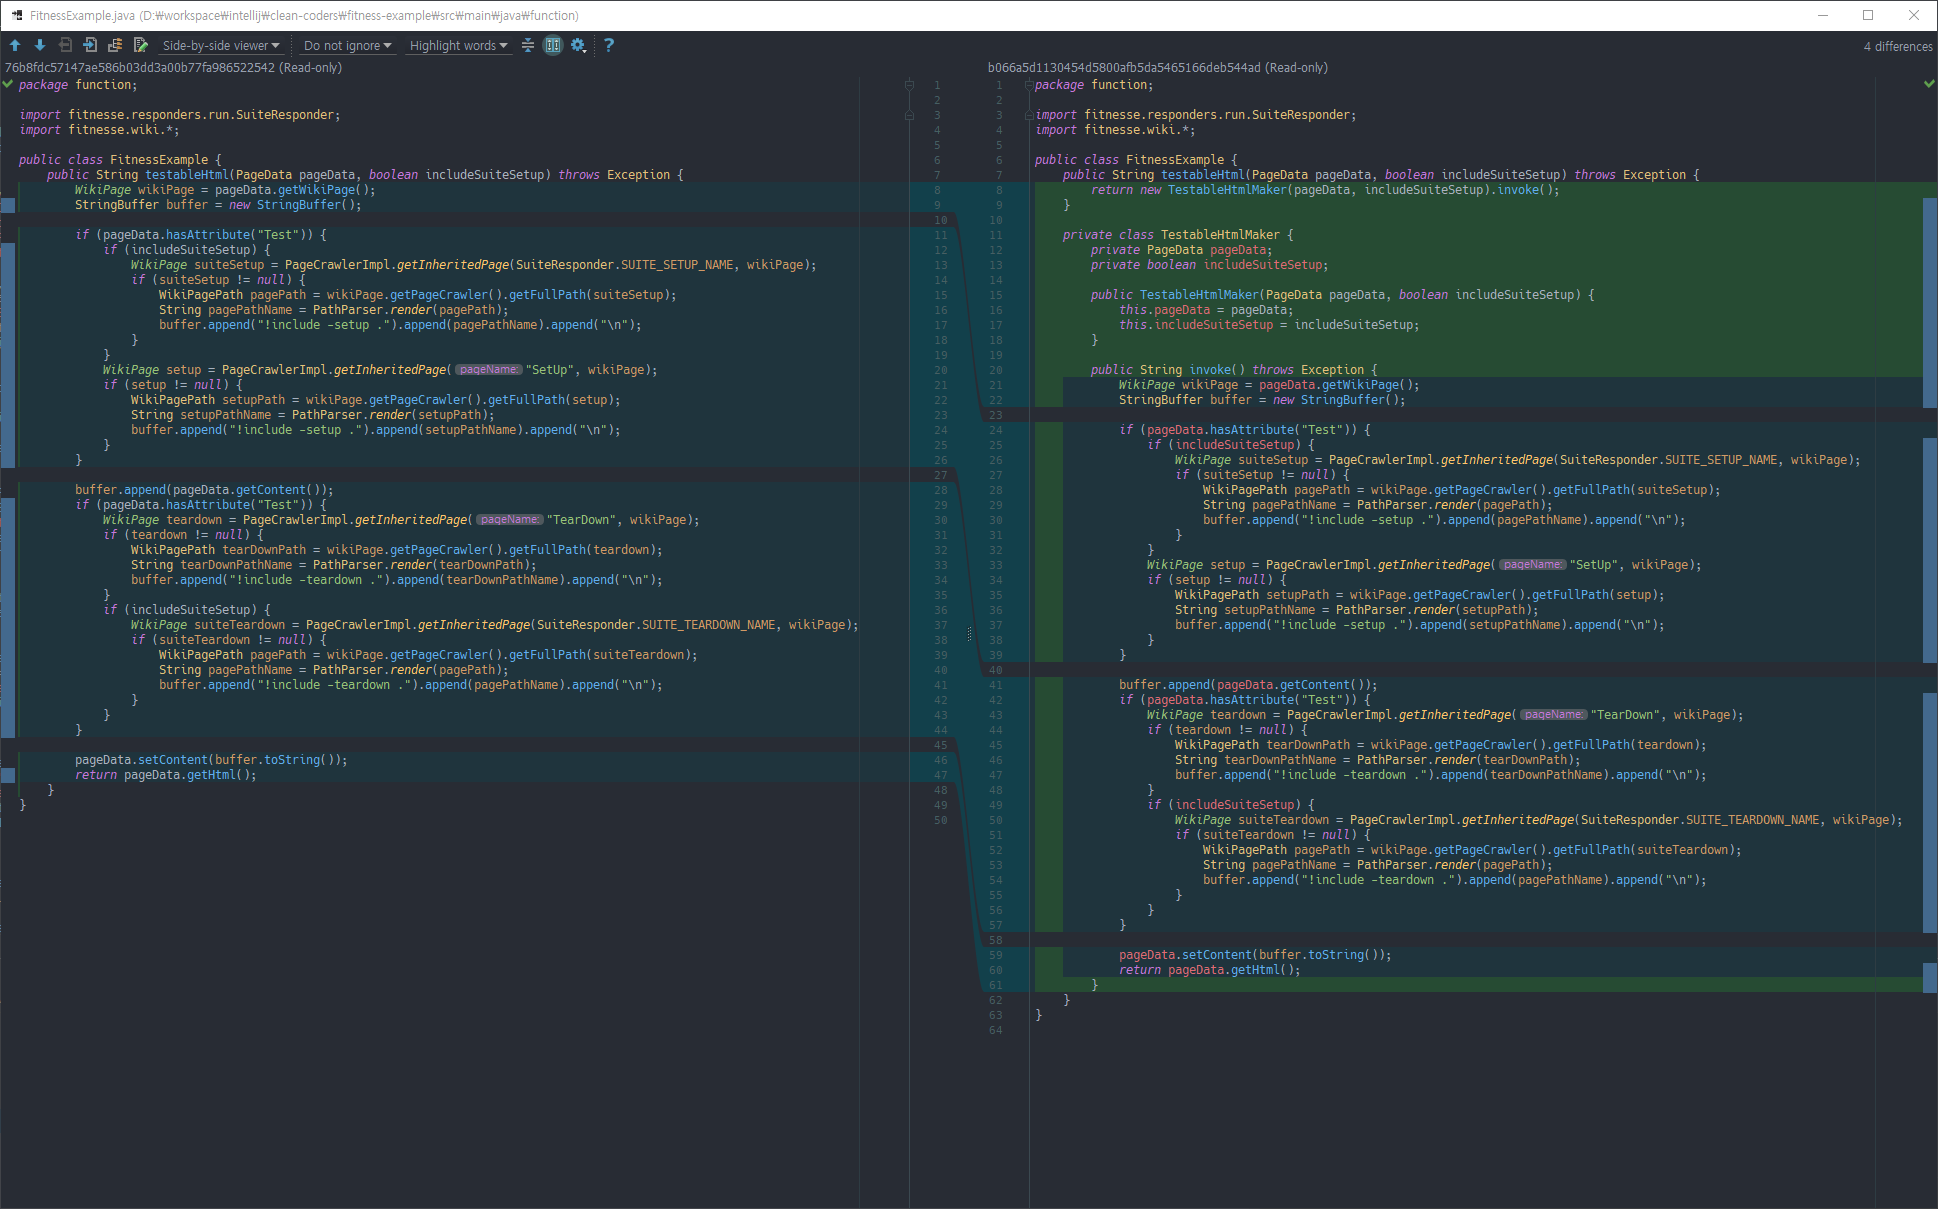 FitnessExample.java (D:₩workspace₩intellij₩clean-coders₩fitness-example₩src₩main₩java₩function)
Side-by-side viewer Do not ignore Highlight words ? 4 differences
76b8fdc57147ae586b03dd3a00b77fa986522542 (Read-only)
package function;
import fitnesse.responders.run.SuiteResponder;
import fitnesse.wiki.*;
public class FitnessExample {
public String testableHtml(PageData pageData, boolean includeSuiteSetup) throws Exception {
WikiPage wikiPage = pageData.getWikiPage();
StringBuffer buffer = new StringBuffer();
if (pageData.hasAttribute("Test")) {
if (includeSuiteSetup) {
WikiPage suiteSetup = PageCrawlerImpl.getInheritedPage(SuiteResponder.SUITE_SETUP_NAME, wikiPage);
if (suiteSetup != null) {
WikiPagePath pagePath = wikiPage.getPageCrawler().getFullPath(suiteSetup);
String pagePathName = PathParser.render(pagePath);
buffer.append("!include -setup .").append(pagePathName).append("\n");
}
}
WikiPage setup = PageCrawlerImpl.getInheritedPage( pageName: "SetUp", wikiPage);
if (setup != null) {
WikiPagePath setupPath = wikiPage.getPageCrawler().getFullPath(setup);
String setupPathName = PathParser.render(setupPath);
buffer.append("!include -setup .").append(setupPathName).append("\n");
}
}
buffer.append(pageData.getContent());
if (pageData.hasAttribute("Test")) {
WikiPage teardown = PageCrawlerImpl.getInheritedPage( pageName: "TearDown", wikiPage);
if (teardown != null) {
WikiPagePath tearDownPath = wikiPage.getPageCrawler().getFullPath(teardown);
String tearDownPathName = PathParser.render(tearDownPath);
buffer.append("!include -teardown .").append(tearDownPathName).append("\n");
}
if (includeSuiteSetup) {
WikiPage suiteTeardown = PageCrawlerImpl.getInheritedPage(SuiteResponder.SUITE_TEARDOWN_NAME, wikiPage);
if (suiteTeardown != null) {
WikiPagePath pagePath = wikiPage.getPageCrawler().getFullPath(suiteTeardown);
String pagePathName = PathParser.render(pagePath);
buffer.append("!include -teardown .").append(pagePathName).append("\n");
}
}
}
pageData.setContent(buffer.toString());
return pageData.getHtml();
}
}
1
2
3
4
5
6
7
8
9
10
11
12
13
14
15
16
17
18
19
20
21
22
23
24
25
26
27
28
29
30
31
32
33
34
35
36
37
38
39
40
41
42
43
44
45
46
47
48
49
50
b066a5d1130454d5800afb5da5465166deb544ad (Read-only)
1 package function;
2
3 import fitnesse.responders.run.SuiteResponder;
4 import fitnesse.wiki.*;
5
6 public class FitnessExample {
7 public String testableHtml(PageData pageData, boolean includeSuiteSetup) throws Exception {
8 return new TestableHtmlMaker(pageData, includeSuiteSetup).invoke();
9 }
10
11 private class TestableHtmlMaker {
12 private PageData pageData;
13 private boolean includeSuiteSetup;
14
15 public TestableHtmlMaker(PageData pageData, boolean includeSuiteSetup) {
16 this.pageData = pageData;
17 this.includeSuiteSetup = includeSuiteSetup;
18 }
19
20 public String invoke() throws Exception {
21 WikiPage wikiPage = pageData.getWikiPage();
22 StringBuffer buffer = new StringBuffer();
23
24 if (pageData.hasAttribute("Test")) {
25 if (includeSuiteSetup) {
26 WikiPage suiteSetup = PageCrawlerImpl.getInheritedPage(SuiteResponder.SUITE_SETUP_NAME, wikiPage);
27 if (suiteSetup != null) {
28 WikiPagePath pagePath = wikiPage.getPageCrawler().getFullPath(suiteSetup);
29 String pagePathName = PathParser.render(pagePath);
30 buffer.append("!include -setup .").append(pagePathName).append("\n");
31 }
32 }
33 WikiPage setup = PageCrawlerImpl.getInheritedPage( pageName: "SetUp", wikiPage);
34 if (setup != null) {
35 WikiPagePath setupPath = wikiPage.getPageCrawler().getFullPath(setup);
36 String setupPathName = PathParser.render(setupPath);
37 buffer.append("!include -setup .").append(setupPathName).append("\n");
38 }
39 }
40
41 buffer.append(pageData.getContent());
42 if (pageData.hasAttribute("Test")) {
43 WikiPage teardown = PageCrawlerImpl.getInheritedPage( pageName: "TearDown", wikiPage);
44 if (teardown != null) {
45 WikiPagePath tearDownPath = wikiPage.getPageCrawler().getFullPath(teardown);
46 String tearDownPathName = PathParser.render(tearDownPath);
47 buffer.append("!include -teardown .").append(tearDownPathName).append("\n");
48 }
49 if (includeSuiteSetup) {
50 WikiPage suiteTeardown = PageCrawlerImpl.getInheritedPage(SuiteResponder.SUITE_TEARDOWN_NAME, wikiPage);
51 if (suiteTeardown != null) {
52 WikiPagePath pagePath = wikiPage.getPageCrawler().getFullPath(suiteTeardown);
53 String pagePathName = PathParser.render(pagePath);
54 buffer.append("!include -teardown .").append(pagePathName).append("\n");
55 }
56 }
57 }
58
59 pageData.setContent(buffer.toString());
60 return pageData.getHtml();
61 }
62 }
63 }
64